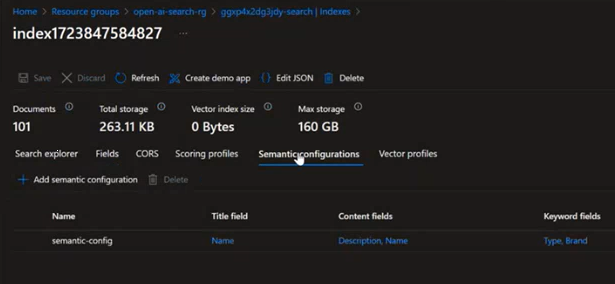 Home > Resource groups > open-ai-search-rg > ggxp4x2dg3jdy-search | Indexes >
index1723847584827 ...
Save Discard Refresh Create demo app Edit JSON Delete
Documents Total storage Vector index size Max storage
101 263.11 KB 0 Bytes 160 GB
Search explorer Fields CORS Scoring profiles Semantic configurations Vector profiles
+ Add semantic configuration Delete
Name Title field Content fields Keyword fields
semantic-config Name Description, Name Type, Brand